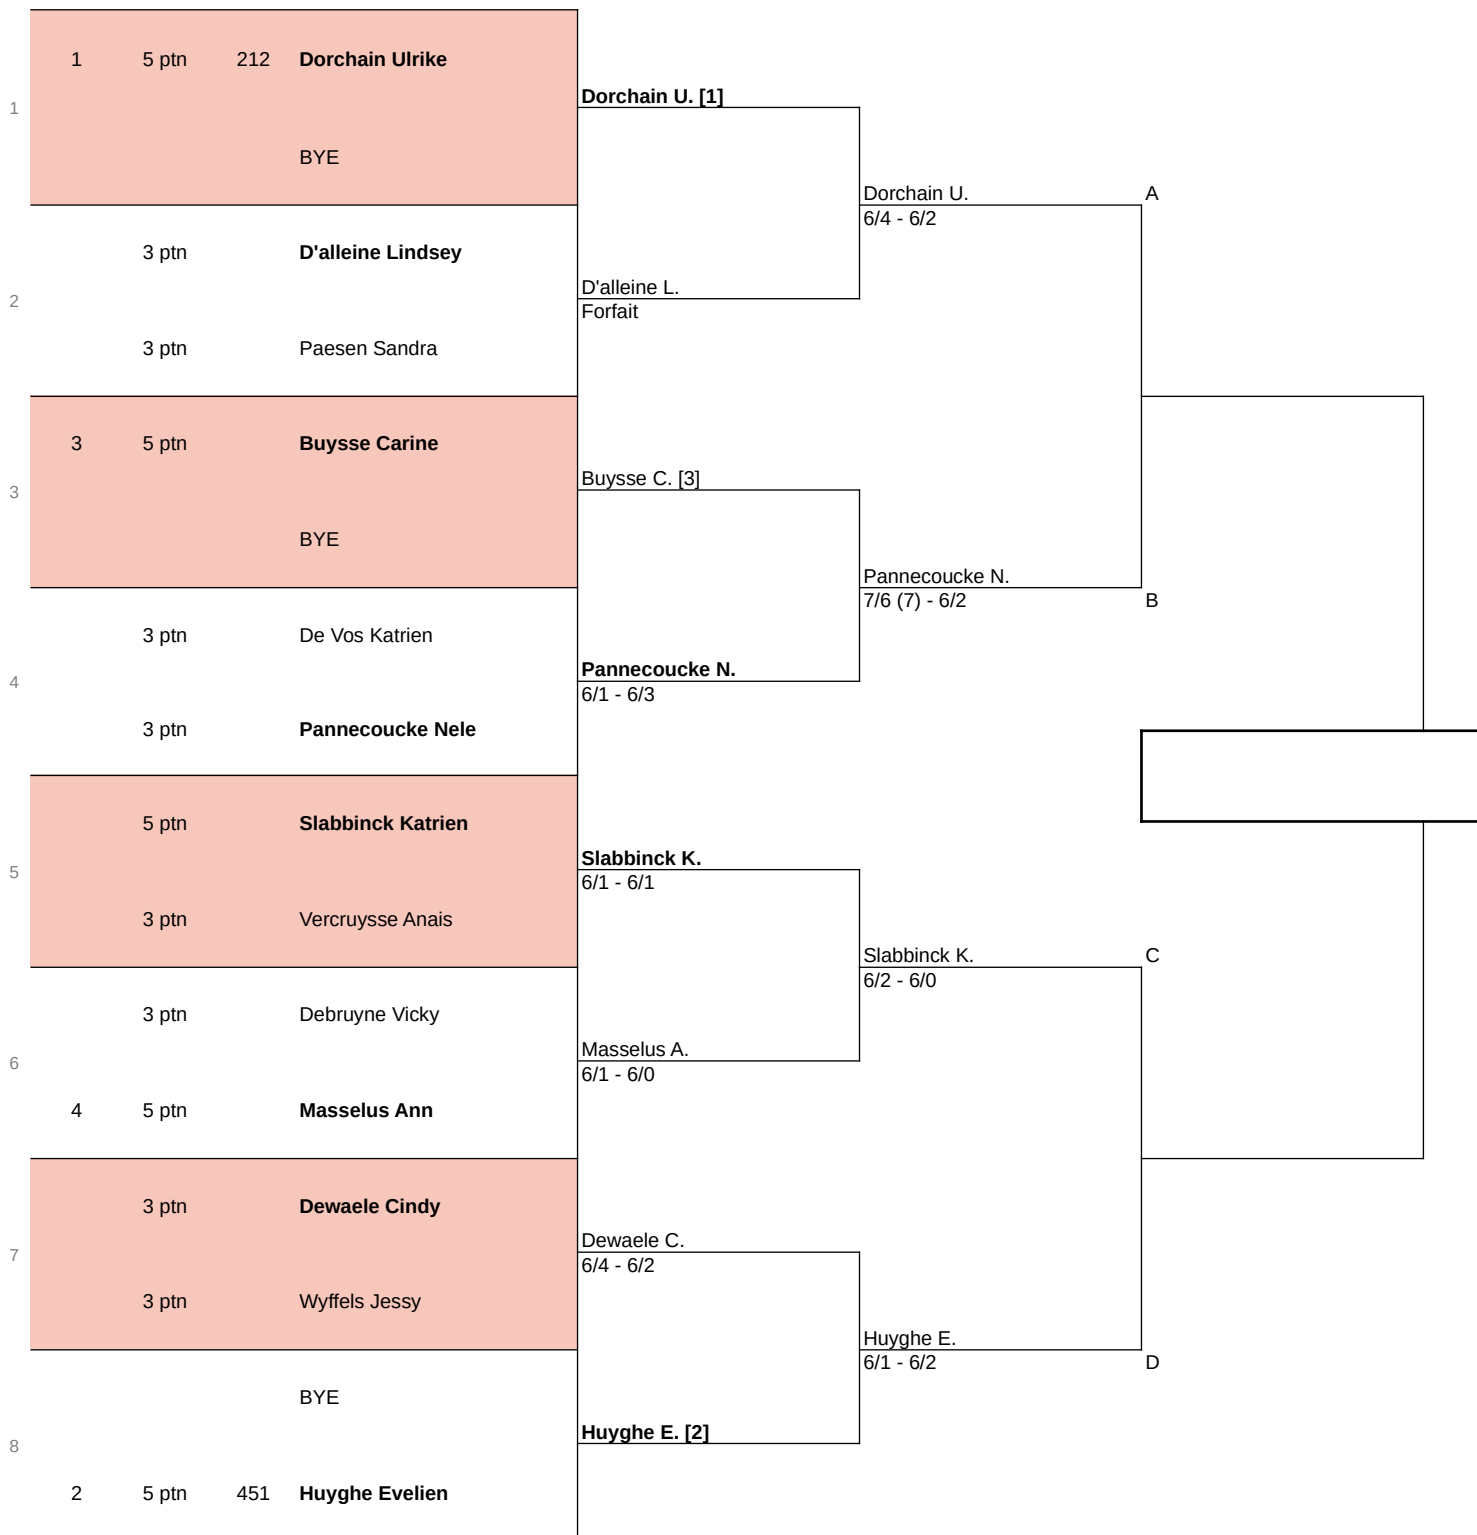 1 5 ptn 212 Dorchain Ulrike
Dorchain U. [1]
1
BYE
Dorchain U. A
6/4 - 6/2
3 ptn D'alleine Lindsey
D'alleine L.
2
Forfait
3 ptn Paesen Sandra
3 5 ptn Buysse Carine
Buysse C. [3]
3
BYE
Pannecoucke N.
7/6 (7) - 6/2 B
3 ptn De Vos Katrien
Pannecoucke N.
4
6/1 - 6/3
3 ptn Pannecoucke Nele
5 ptn Slabbinck Katrien
Slabbinck K.
5
6/1 - 6/1
3 ptn Vercruysse Anais
Slabbinck K. C
6/2 - 6/0
3 ptn Debruyne Vicky
Masselus A.
6
6/1 - 6/0
4 5 ptn Masselus Ann
3 ptn Dewaele Cindy
Dewaele C.
7
6/4 - 6/2
3 ptn Wyffels Jessy
Huyghe E.
6/1 - 6/2 D
BYE
Huyghe E. [2]
8
2 5 ptn 451 Huyghe Evelien